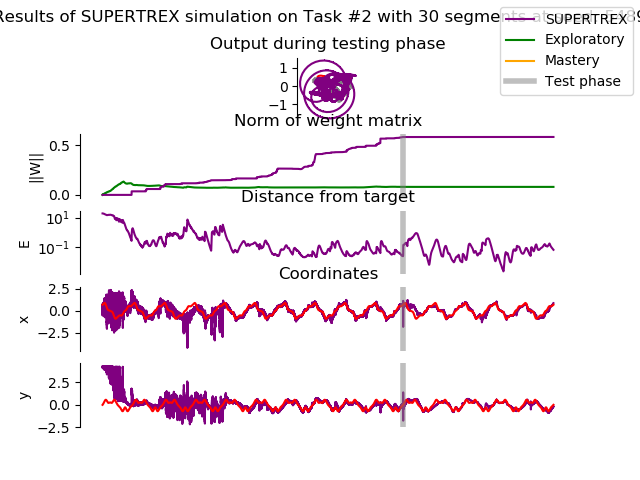 Results of SUPERTREX simulation on Task #2 with 30 segments
SUPERTREX
Exploratory
Mastery
Test phase
Output during testing phase
1
0
−1
Norm of weight matrix
||W||
0.5
0.0
Distance from target
E
10¹
10⁻¹
Coordinates
x
2.5
0.0
−2.5
y
2.5
0.0
−2.5